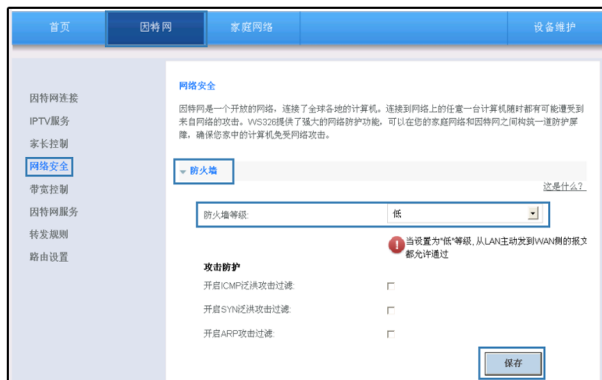 首页 因特网 家庭网络 设备维护
因特网连接
IPTV服务
家长控制
网络安全
带宽控制
因特网服务
转发规则
路由设置
网络安全
因特网是一个开放的网络，连接了全球各地的计算机。连接到网络上的任意一台计算机随时都有可能遭受到
来自网络的攻击。WS326提供了强大的网络防护功能，可以在您的家庭网络和因特网之间构筑一道防护屏
障，确保您家中的计算机免受网络攻击。
防火墙
这是什么?
防火墙等级: 低
当设置为"低"等级,从LAN主动发到WAN侧的报文
都允许通过
攻击防护
开启ICMP泛洪攻击过滤:
开启SYN泛洪攻击过滤:
开启ARP攻击过滤:
保存